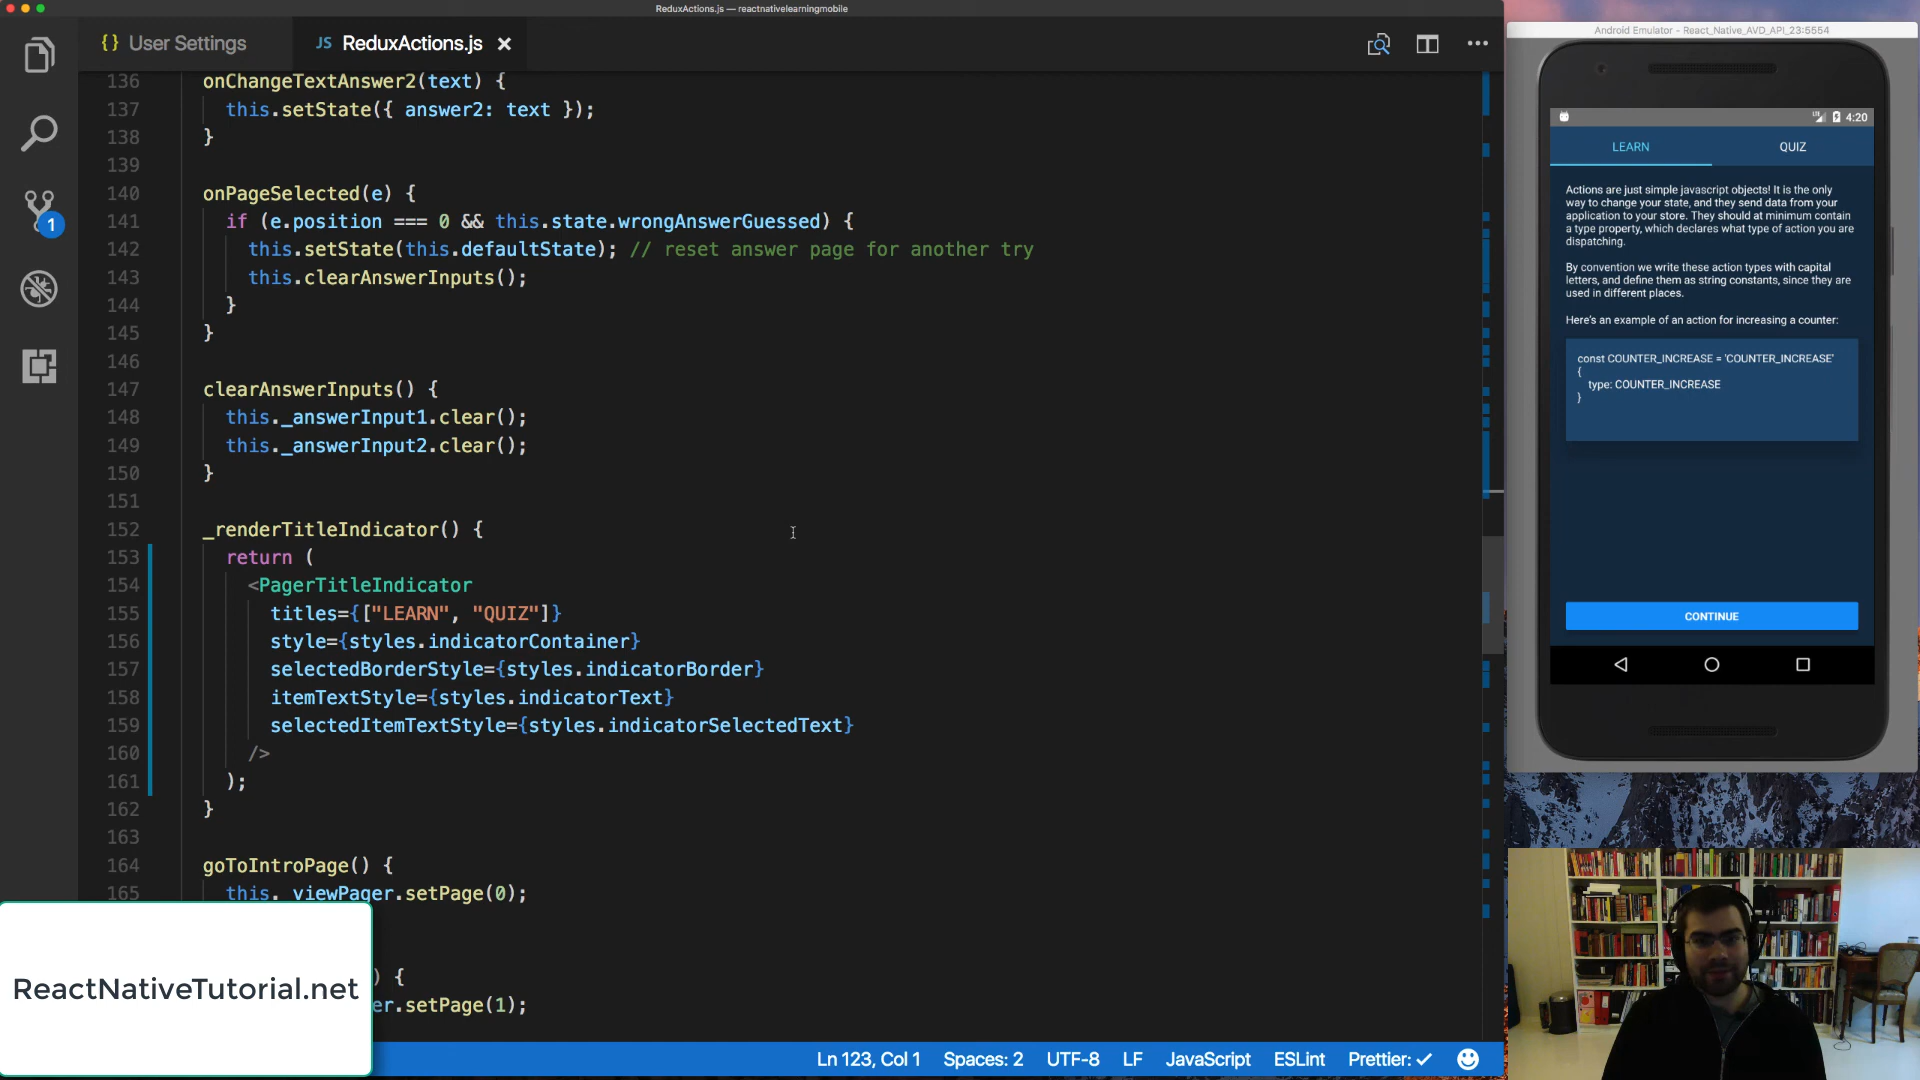 ReduxActions.js — reactnativelearningmobile
{} User Settings
JS ReduxActions.js
136 onChangeTextAnswer2(text) {
137 this.setState({ answer2: text });
138 }
139
140 onPageSelected(e) {
141 if (e.position === 0 && this.state.wrongAnswerGuessed) {
142 this.setState(this.defaultState); // reset answer page for another try
143 this.clearAnswerInputs();
144 }
145 }
146
147 clearAnswerInputs() {
148 this._answerInput1.clear();
149 this._answerInput2.clear();
150 }
151
152 _renderTitleIndicator() {
153 return (
154 <PagerTitleIndicator
155 titles={["LEARN", "QUIZ"]}
156 style={styles.indicatorContainer}
157 selectedBorderStyle={styles.indicatorBorder}
158 itemTextStyle={styles.indicatorText}
159 selectedItemTextStyle={styles.indicatorSelectedText}
160 />
161 );
162 }
163
164 goToIntroPage() {
165 this._viewPager.setPage(0);
) {
er.setPage(1);
1
ReactNativeTutorial.net
Ln 123, Col 1 Spaces: 2 UTF-8 LF JavaScript ESLint Prettier: ✓
Android Emulator - React_Native_AVD_API_23:5554
4:20
LEARN QUIZ
Actions are just simple javascript objects! It is the only
way to change your state, and they send data from your
application to your store. They should at minimum contain
a type property, which declares what type of action you are
dispatching.
By convention we write these action types with capital
letters, and define them as string constants, since they are
used in different places.
Here's an example of an action for increasing a counter:
const COUNTER_INCREASE = 'COUNTER_INCREASE'
{
type: COUNTER_INCREASE
}
CONTINUE